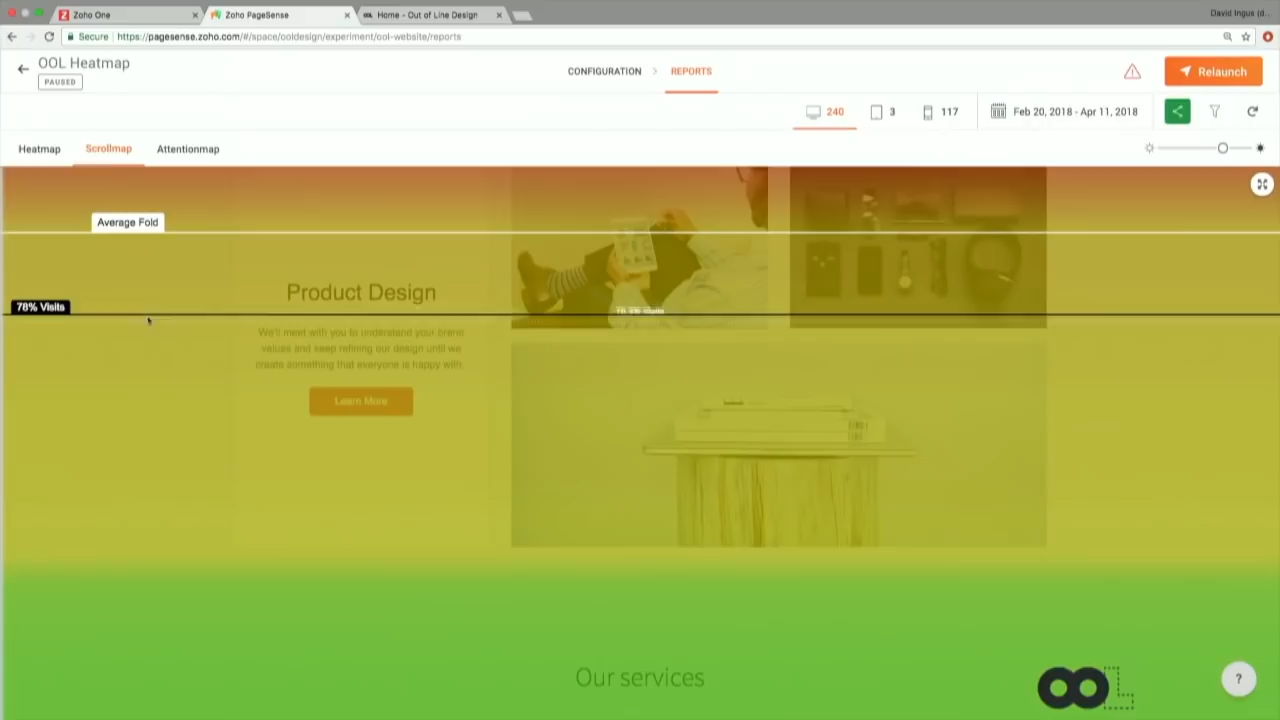 Zoho One
Zoho PageSense
Home - Out of Line Design
David Ingus (d...
Secure
https://pagesense.zoho.com/#/space/ooldesign/experiment/ool-website/reports
OOL Heatmap
PAUSED
CONFIGURATION
REPORTS
Relaunch
240
3
117
Feb 20, 2018 - Apr 11, 2018
Heatmap
Scrollmap
Attentionmap
Average Fold
Product Design
78% Visits
We'll meet with you to understand your brand
values and keep refining our design until we
create something that everyone is happy with.
Learn More
Our services
OOL
?